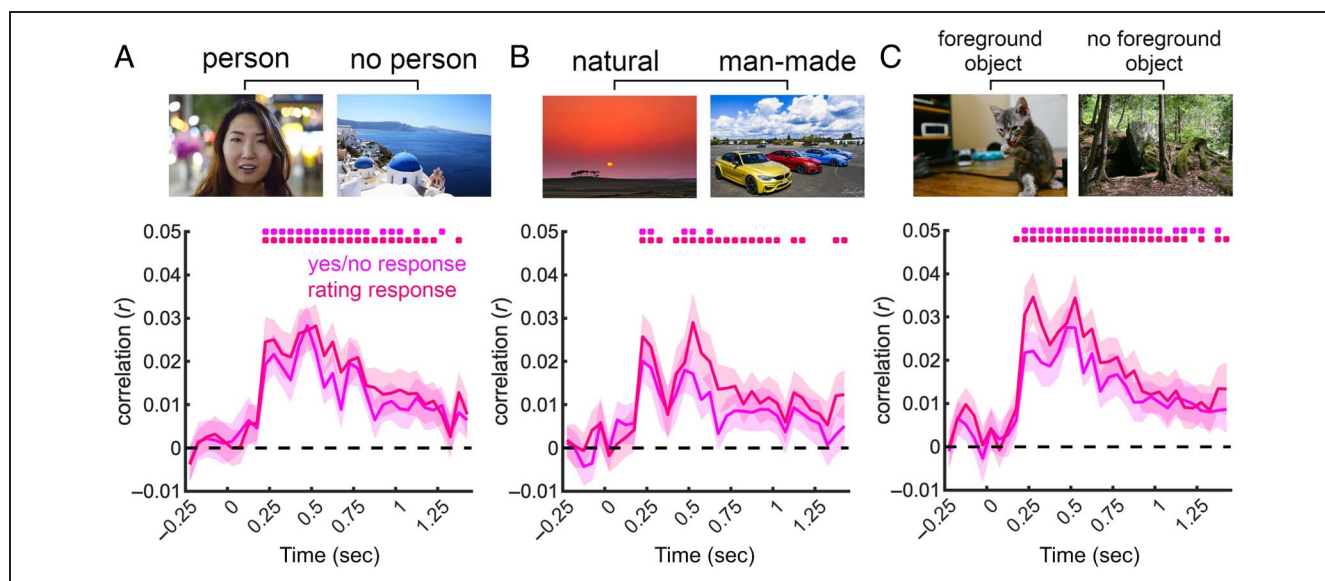 A
person
no person
B
natural
man-made
C
foreground
object
no foreground
object
0.05
0.04
0.03
0.02
0.01
0
–0.01
correlation (r)
yes/no response
rating response
–0.25
0
0.25
0.5
0.75
1
1.25
Time (sec)
0.05
0.04
0.03
0.02
0.01
0
–0.01
correlation (r)
–0.25
0
0.25
0.5
0.75
1
1.25
Time (sec)
0.05
0.04
0.03
0.02
0.01
0
–0.01
correlation (r)
–0.25
0
0.25
0.5
0.75
1
1.25
Time (sec)